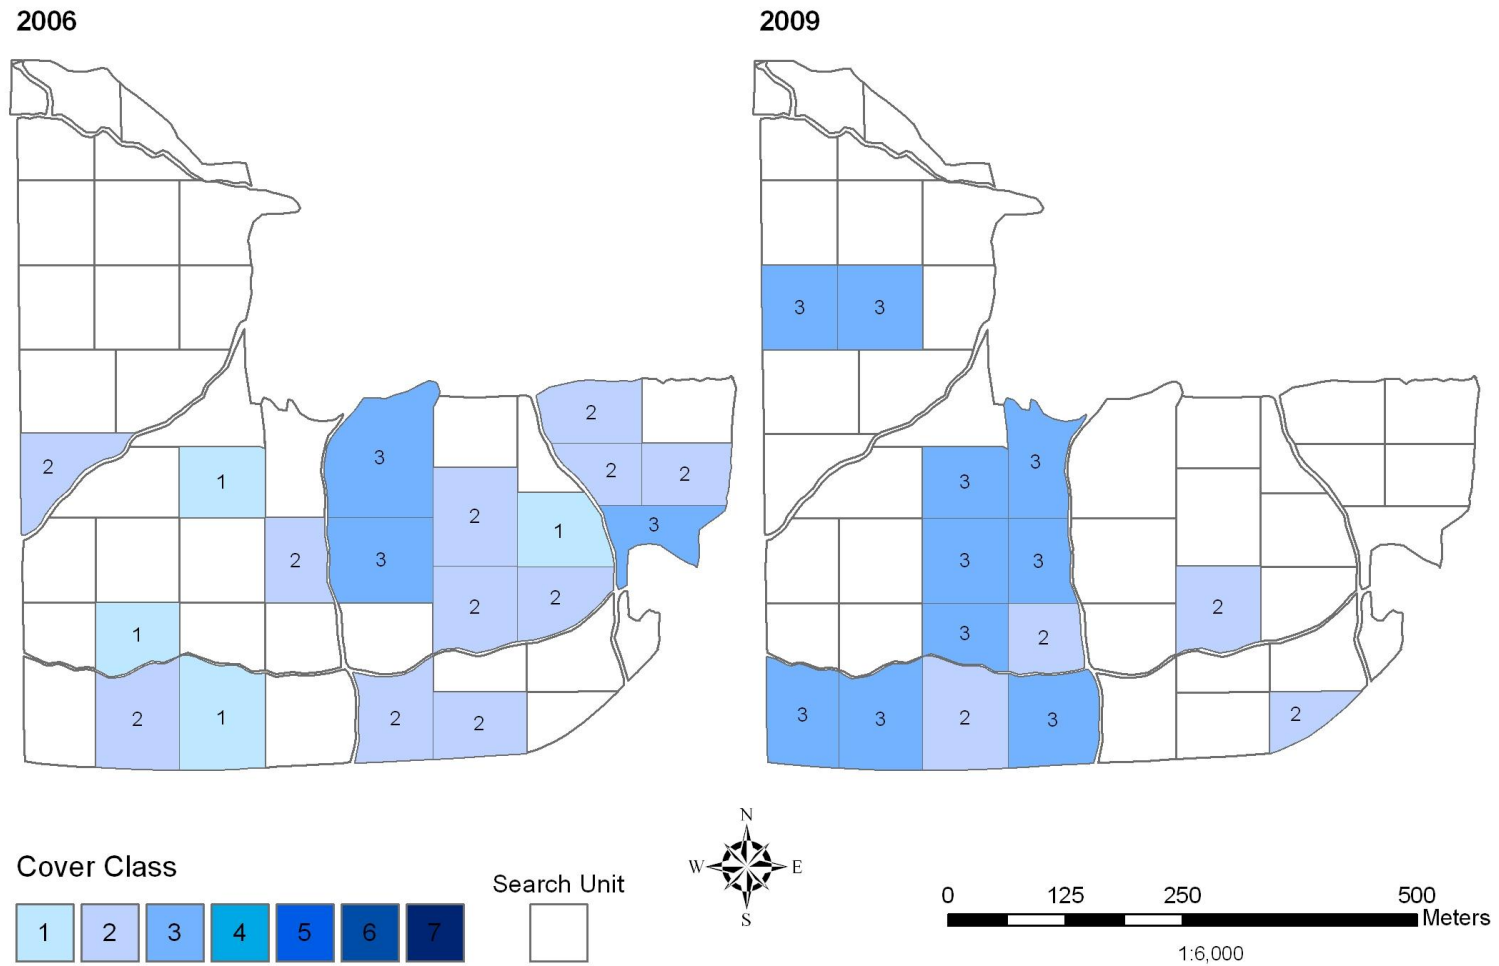 2006 2009
3 3
2 3 2 1 3 2 2 2 3 3
2 1 3
2 3 3 3
1 2 2 2 3 2
2 1 2 2 3 3 2 3 2
N
W E
S
Cover Class
Search Unit
1 2 3 4 5 6 7
0 125 250 500
Meters
1:6,000